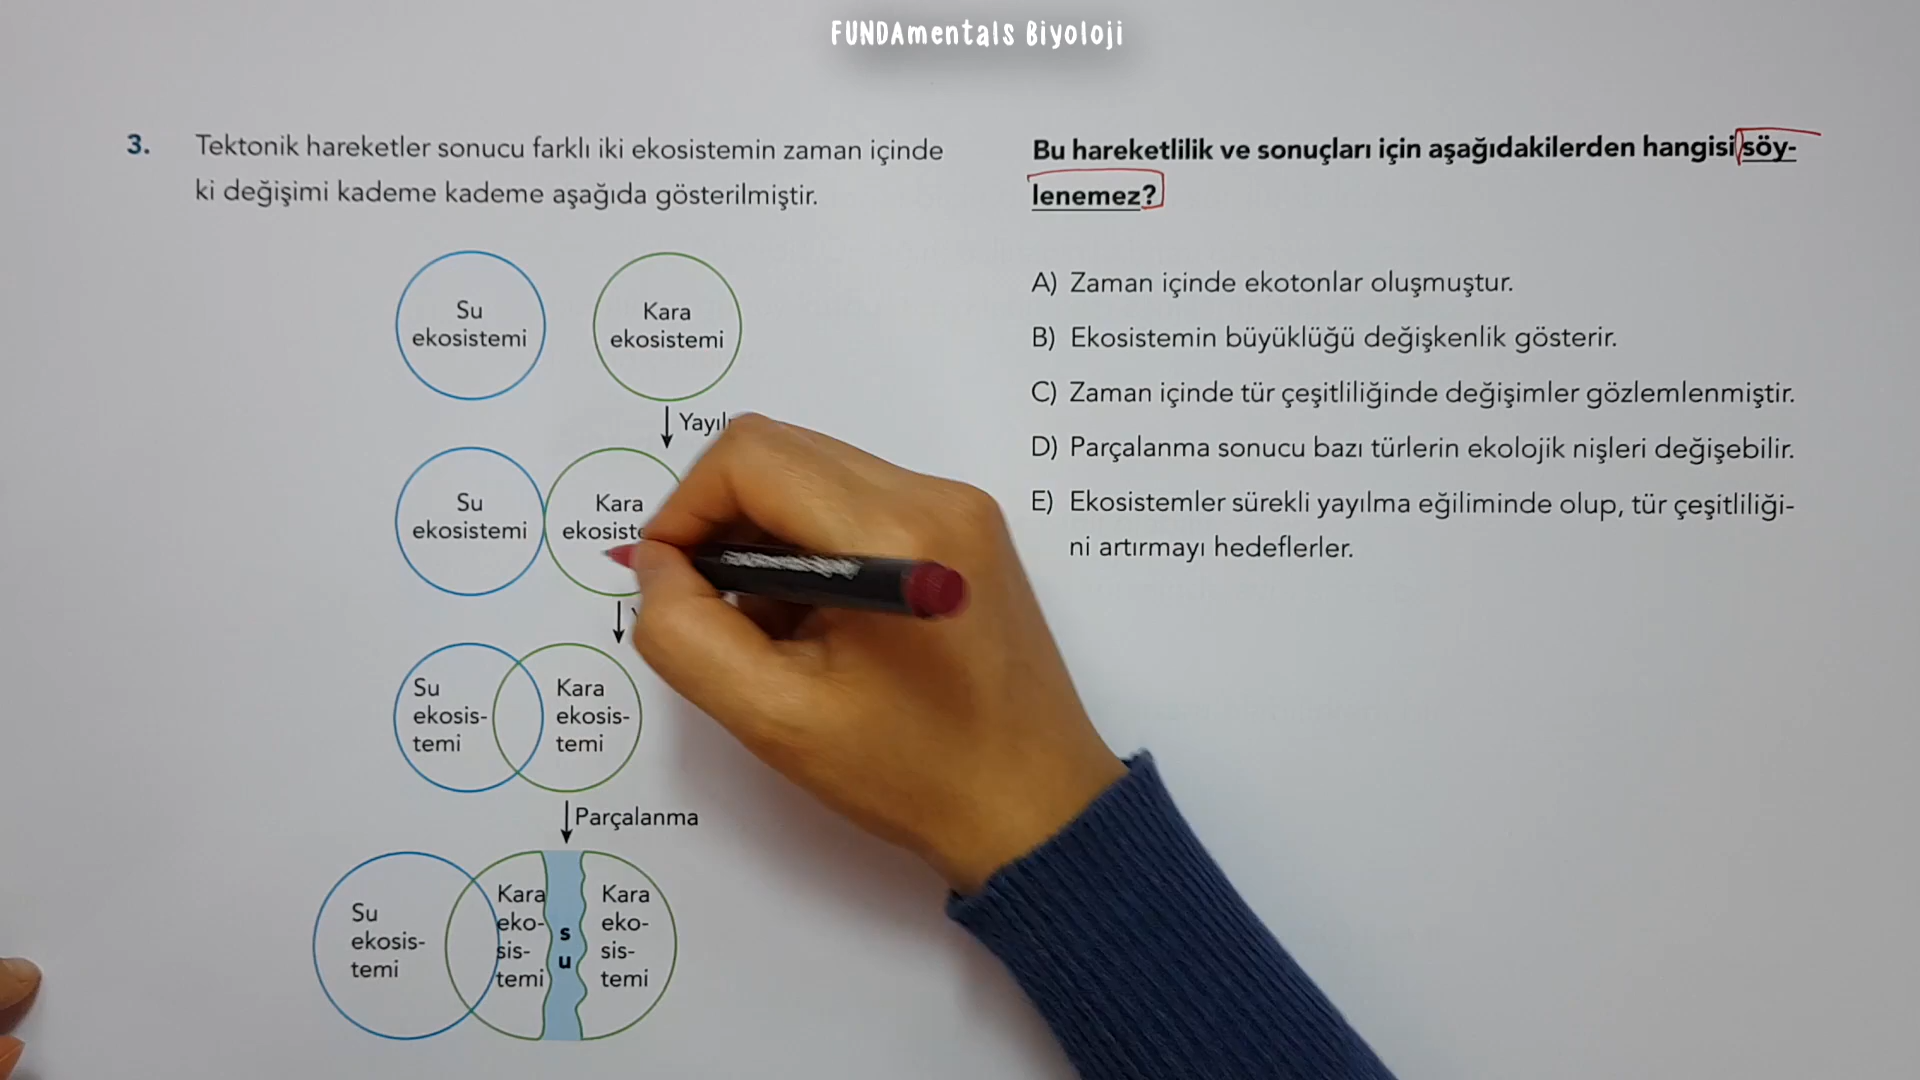 FUNDAmentals Biyoloji
3. Tektonik hareketler sonucu farklı iki ekosistemin zaman içinde
ki değişimi kademe kademe aşağıda gösterilmiştir.
Su
ekosistemi
Kara
ekosistemi
Su
ekosistemi
Kara
Su
ekosis-
temi
Kara
ekosis-
temi
Parçalanma
Su
ekosis-
temi
Kara
eko-
sis-
temi
s
u
Kara
eko-
sis-
temi
Bu hareketlilik ve sonuçları için aşağıdakilerden hangisi söy-
lenemez?
A) Zaman içinde ekotonlar oluşmuştur.
B) Ekosistemin büyüklüğü değişkenlik gösterir.
C) Zaman içinde tür çeşitliliğinde değişimler gözlemlenmiştir.
D) Parçalanma sonucu bazı türlerin ekolojik nişleri değişebilir.
E) Ekosistemler sürekli yayılma eğiliminde olup, tür çeşitliliği-
ni artırmayı hedeflerler.